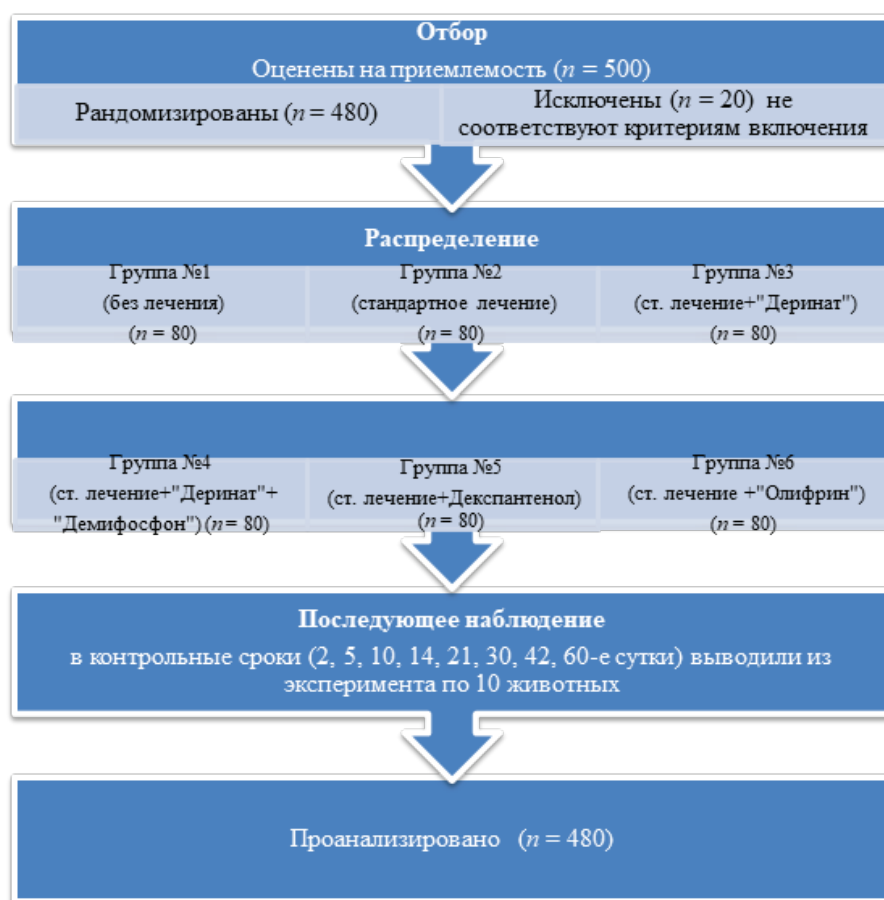 Отбор
Оценены на приемлемость (n = 500)
Рандомизированы (n = 480)
Исключены (n = 20) не
соответствуют критериям включения
Распределение
Группа №1
(без лечения)
(n = 80)
Группа №2
(стандартное лечение)
(n = 80)
Группа №3
(ст. лечение+"Деринат")
(n = 80)
Группа №4
(ст. лечение+"Деринат"+
"Демифосфон") (n = 80)
Группа №5
(ст. лечение+Декспантенол)
(n = 80)
Группа №6
(ст. лечение +"Олифрин")
(n = 80)
Последующее наблюдение
в контрольные сроки (2, 5, 10, 14, 21, 30, 42, 60-е сутки) выводили из
эксперимента по 10 животных
Проанализировано (n = 480)